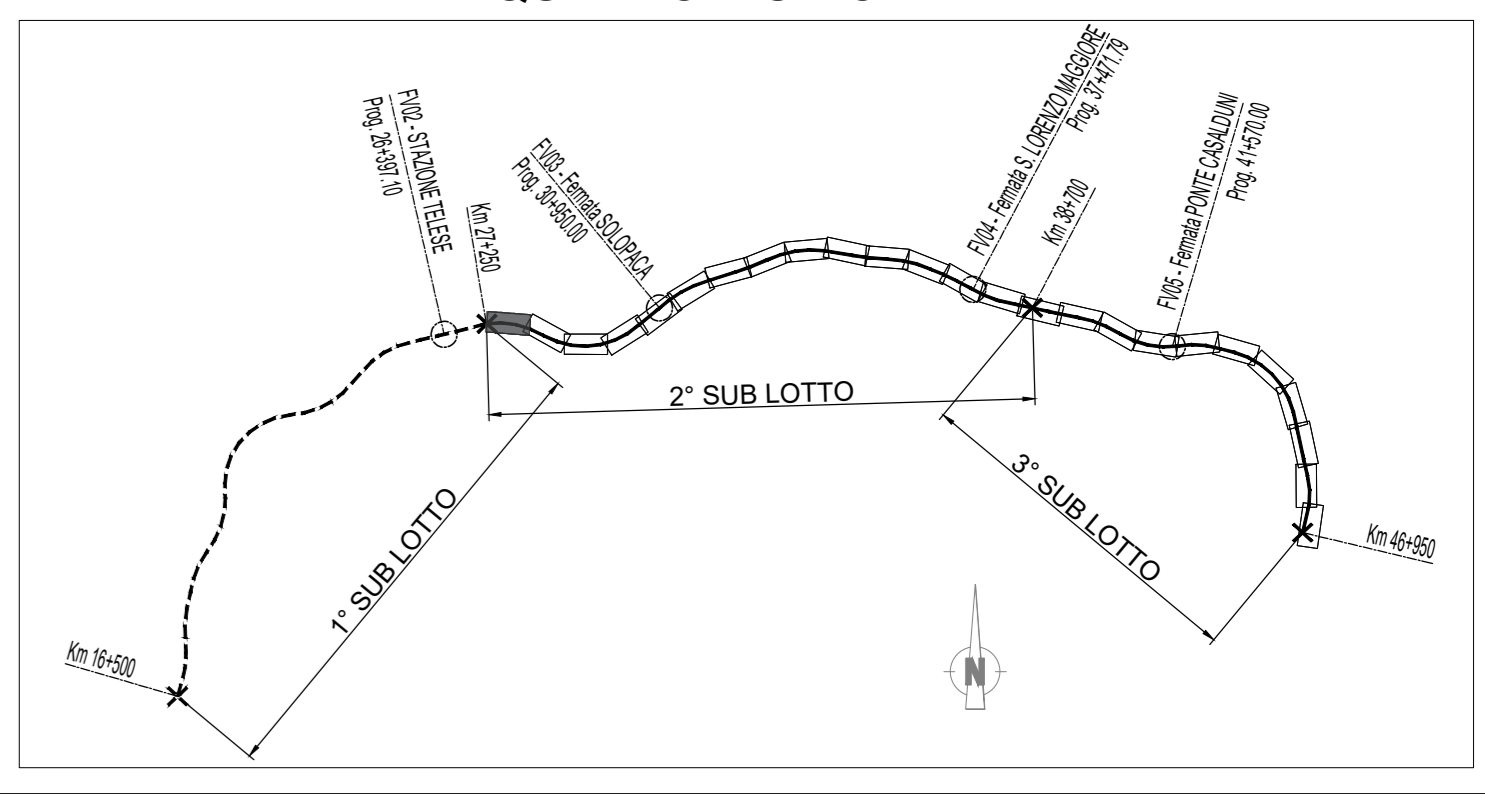 FV02 - STAZIONE TELESE
Prog. 26+397.10
Km 27+250
FV03 - Fermata SOLOPACA
Prog. 30+950.00
FV04 - Fermata S. LORENZO MAGGIORE
Prog. 37+471.79
Km 38+700
FV05 - Fermata PONTE CASALDUNI
Prog. 41+570.00
2° SUB LOTTO
1° SUB LOTTO
3° SUB LOTTO
Km 46+950
Km 16+500
N